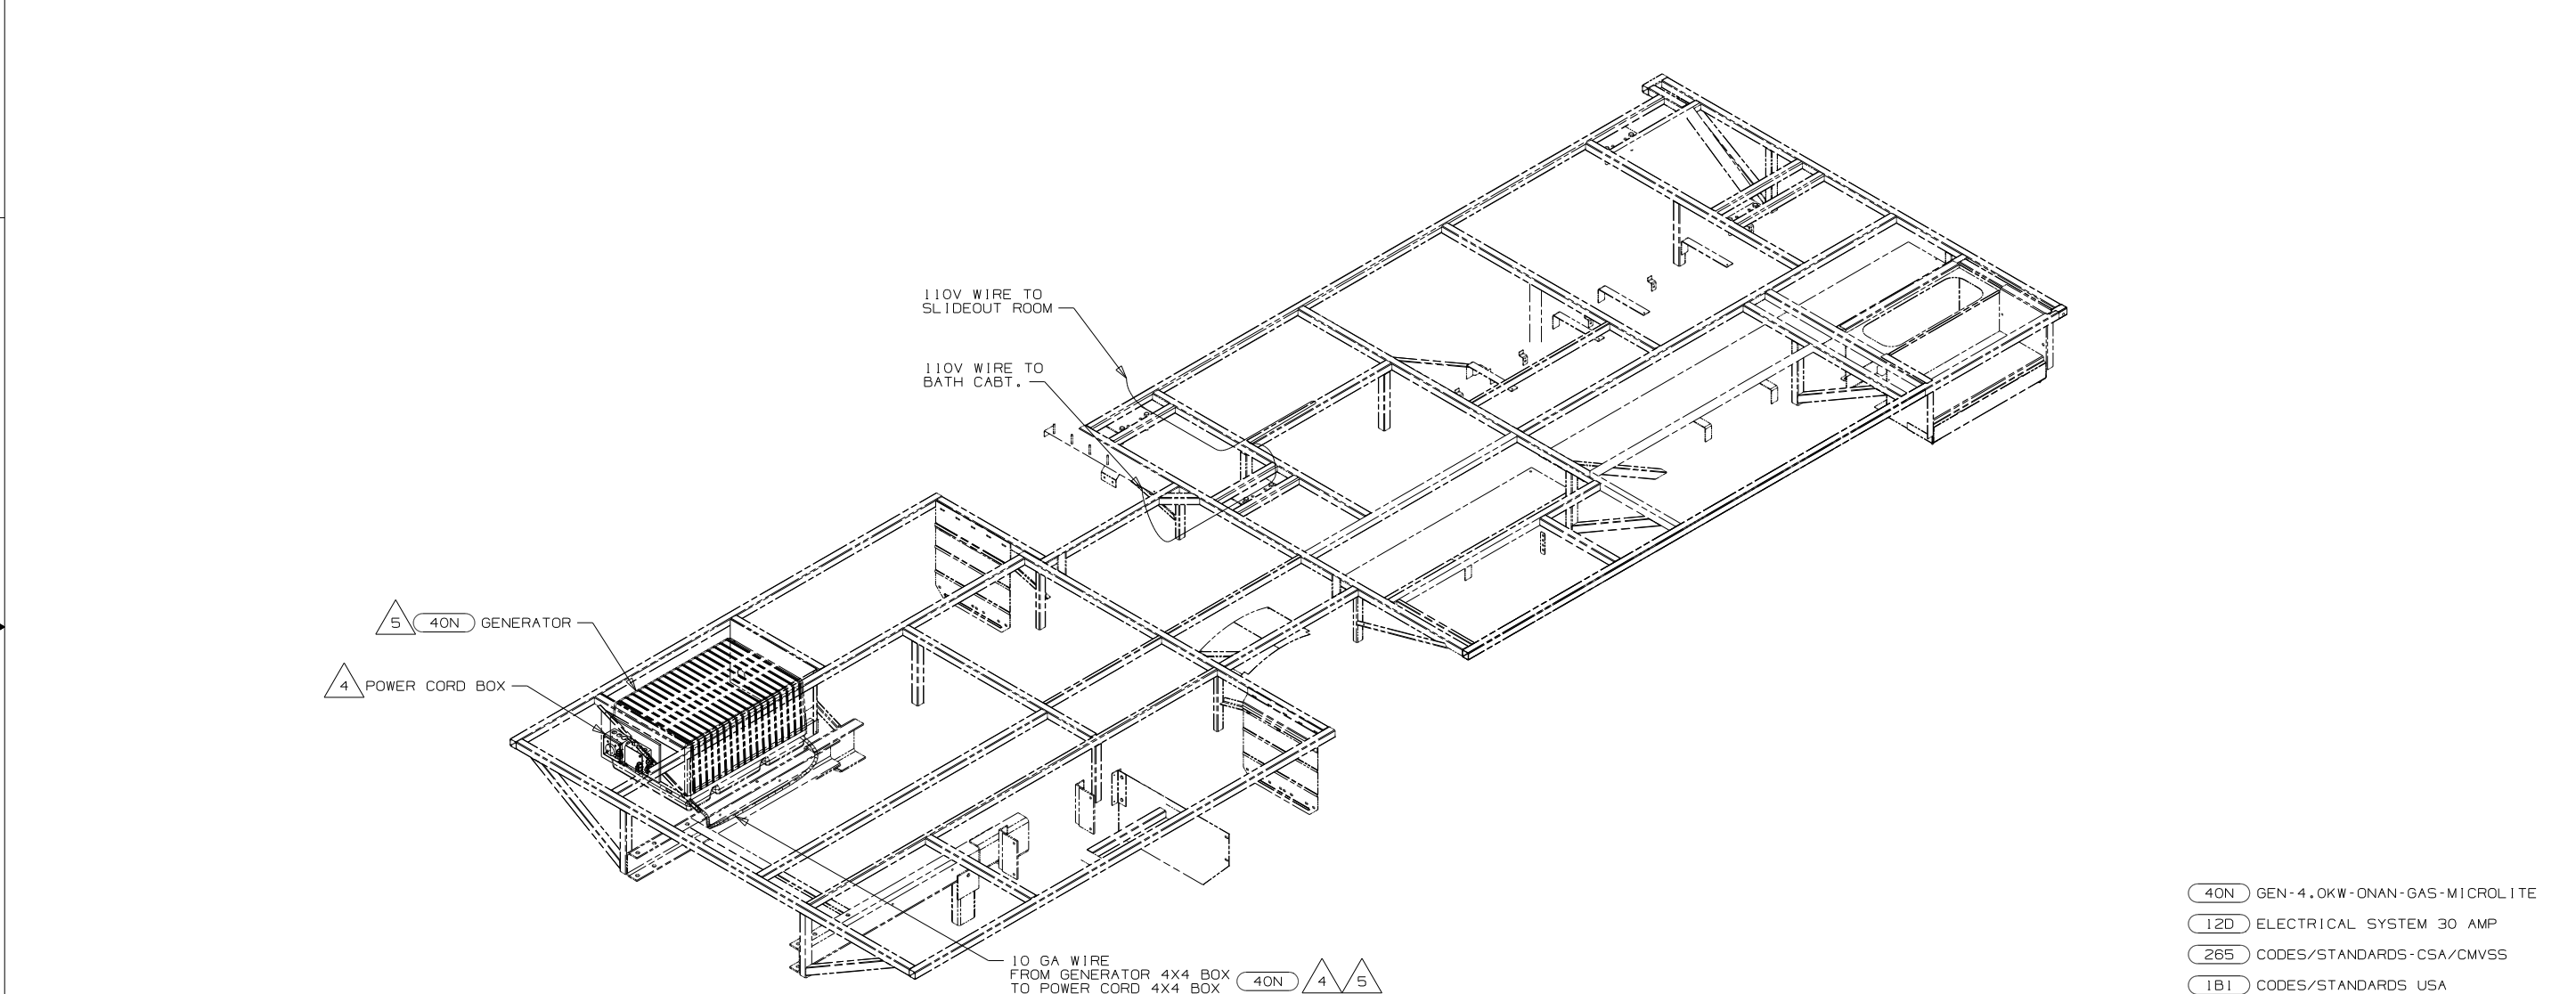 110V WIRE TO
SLIDEOUT ROOM
110V WIRE TO
BATH CABT.
5 40N GENERATOR
4 POWER CORD BOX
10 GA WIRE
FROM GENERATOR 4X4 BOX
TO POWER CORD 4X4 BOX 40N 4 5
40N GEN-4.0KW-ONAN-GAS-MICROLITE
12D ELECTRICAL SYSTEM 30 AMP
265 CODES/STANDARDS-CSA/CMVSS
1B1 CODES/STANDARDS USA